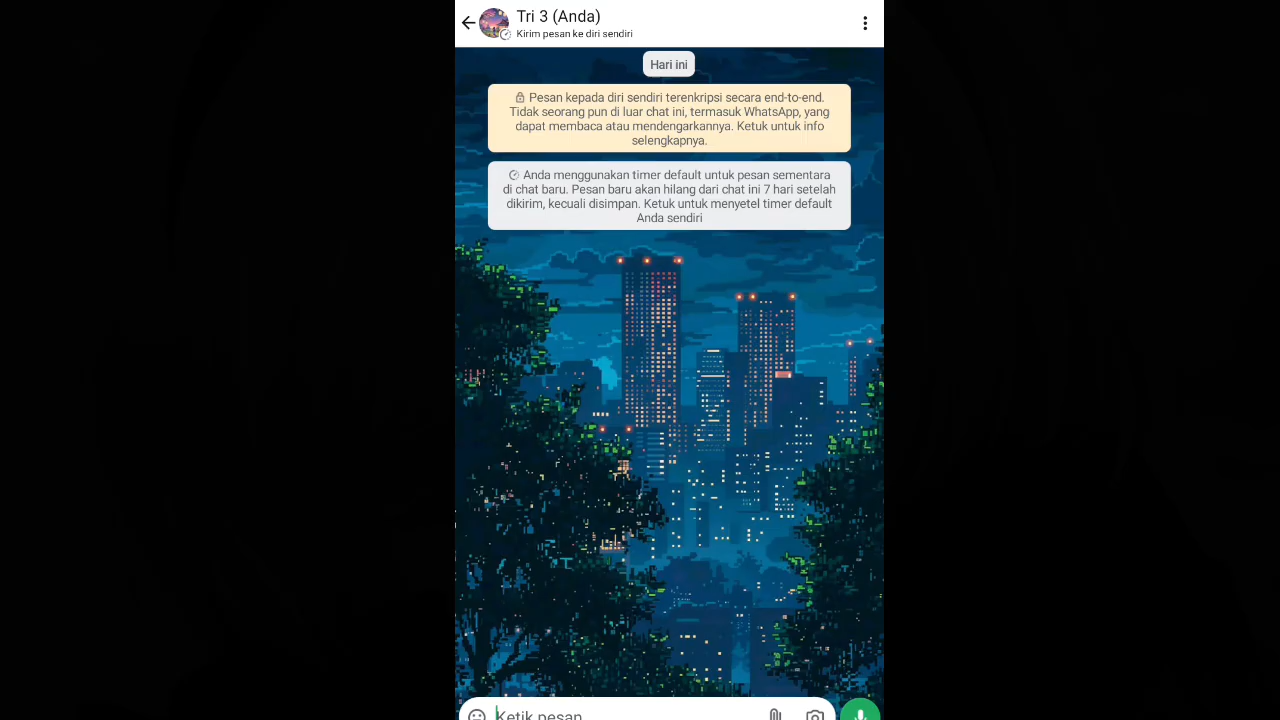 Tri 3 (Anda)
Kirim pesan ke diri sendiri
Hari ini
Pesan kepada diri sendiri terenkripsi secara end-to-end.
Tidak seorang pun di luar chat ini, termasuk WhatsApp, yang
dapat membaca atau mendengarkannya. Ketuk untuk info
selengkapnya.
Anda menggunakan timer default untuk pesan sementara
di chat baru. Pesan baru akan hilang dari chat ini 7 hari setelah
dikirim, kecuali disimpan. Ketuk untuk menyetel timer default
Anda sendiri
Ketik pesan